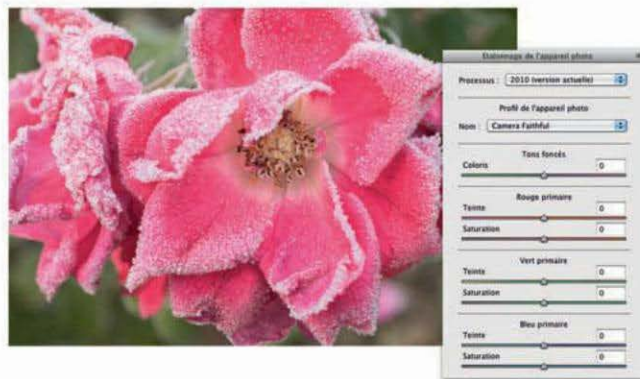 Etalonnage de l'appareil photo
Processus : 2010 (version actuelle)
Profil de l'appareil photo
Nom : Camera Faithful
Tons foncés
Coloris 0
Rouge primaire
Teinte 0
Saturation 0
Vert primaire
Teinte 0
Saturation 0
Bleu primaire
Teinte 0
Saturation 0